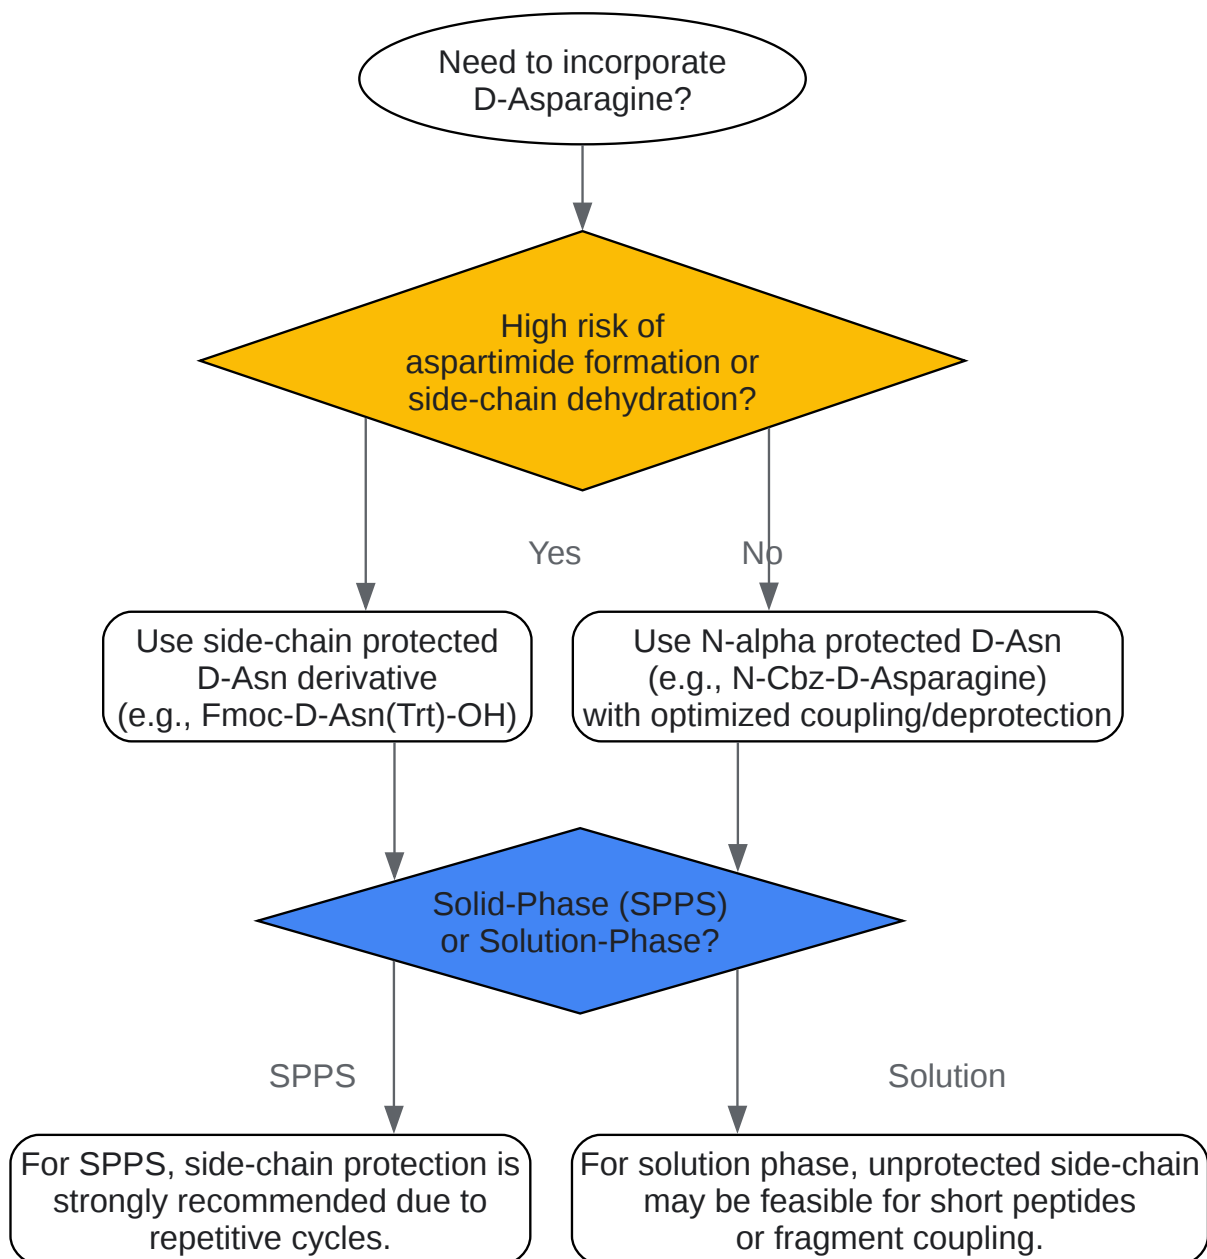 Need to incorporate
D-Asparagine?
High risk of
aspartimide formation or
side-chain dehydration?
Yes
No
Use side-chain protected
D-Asn derivative
(e.g., Fmoc-D-Asn(Trt)-OH)
Use N-alpha protected D-Asn
(e.g., N-Cbz-D-Asparagine)
with optimized coupling/deprotection
Solid-Phase (SPPS)
or Solution-Phase?
SPPS
Solution
For SPPS, side-chain protection is
strongly recommended due to
repetitive cycles.
For solution phase, unprotected side-chain
may be feasible for short peptides
or fragment coupling.